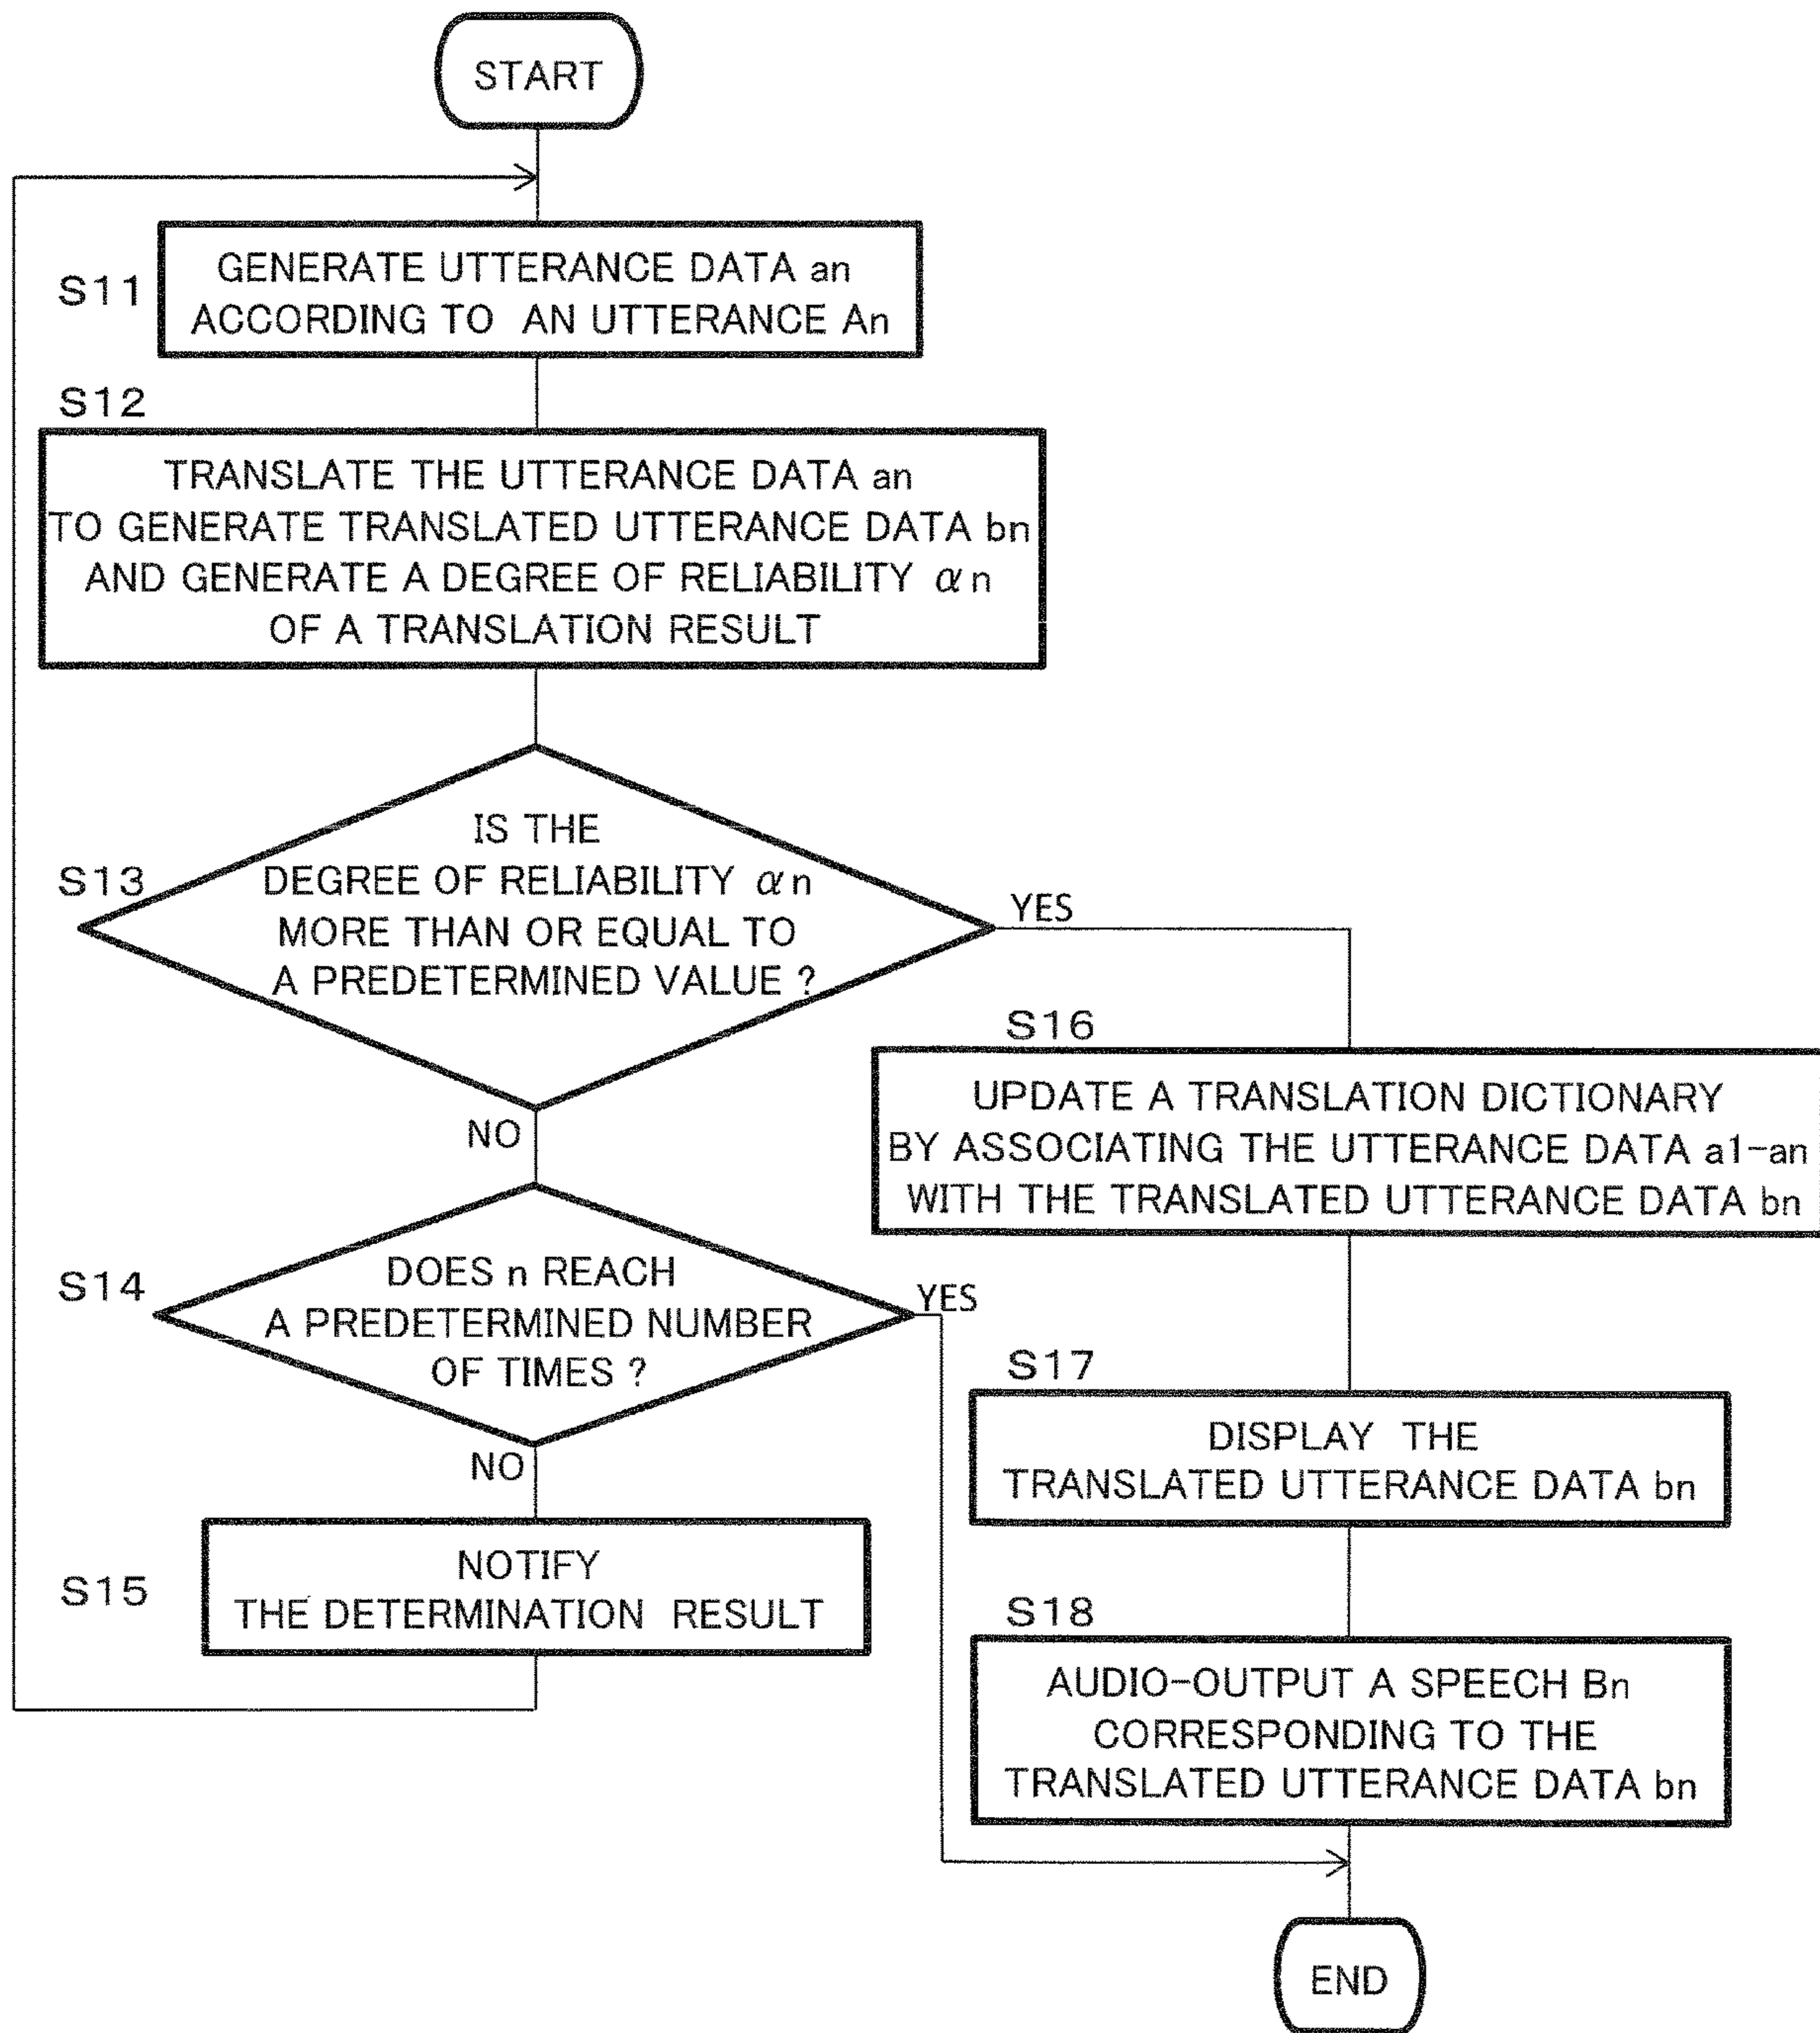 START
S11
GENERATE UTTERANCE DATA an
ACCORDING TO AN UTTERANCE An
S12
TRANSLATE THE UTTERANCE DATA an
TO GENERATE TRANSLATED UTTERANCE DATA bn
AND GENERATE A DEGREE OF RELIABILITY αn
OF A TRANSLATION RESULT
S13
IS THE
DEGREE OF RELIABILITY αn
MORE THAN OR EQUAL TO
A PREDETERMINED VALUE ?
YES
NO
S14
DOES n REACH
A PREDETERMINED NUMBER
OF TIMES ?
YES
NO
S15
NOTIFY
THE DETERMINATION RESULT
S16
UPDATE A TRANSLATION DICTIONARY
BY ASSOCIATING THE UTTERANCE DATA a1-an
WITH THE TRANSLATED UTTERANCE DATA bn
S17
DISPLAY THE
TRANSLATED UTTERANCE DATA bn
S18
AUDIO-OUTPUT A SPEECH Bn
CORRESPONDING TO THE
TRANSLATED UTTERANCE DATA bn
END